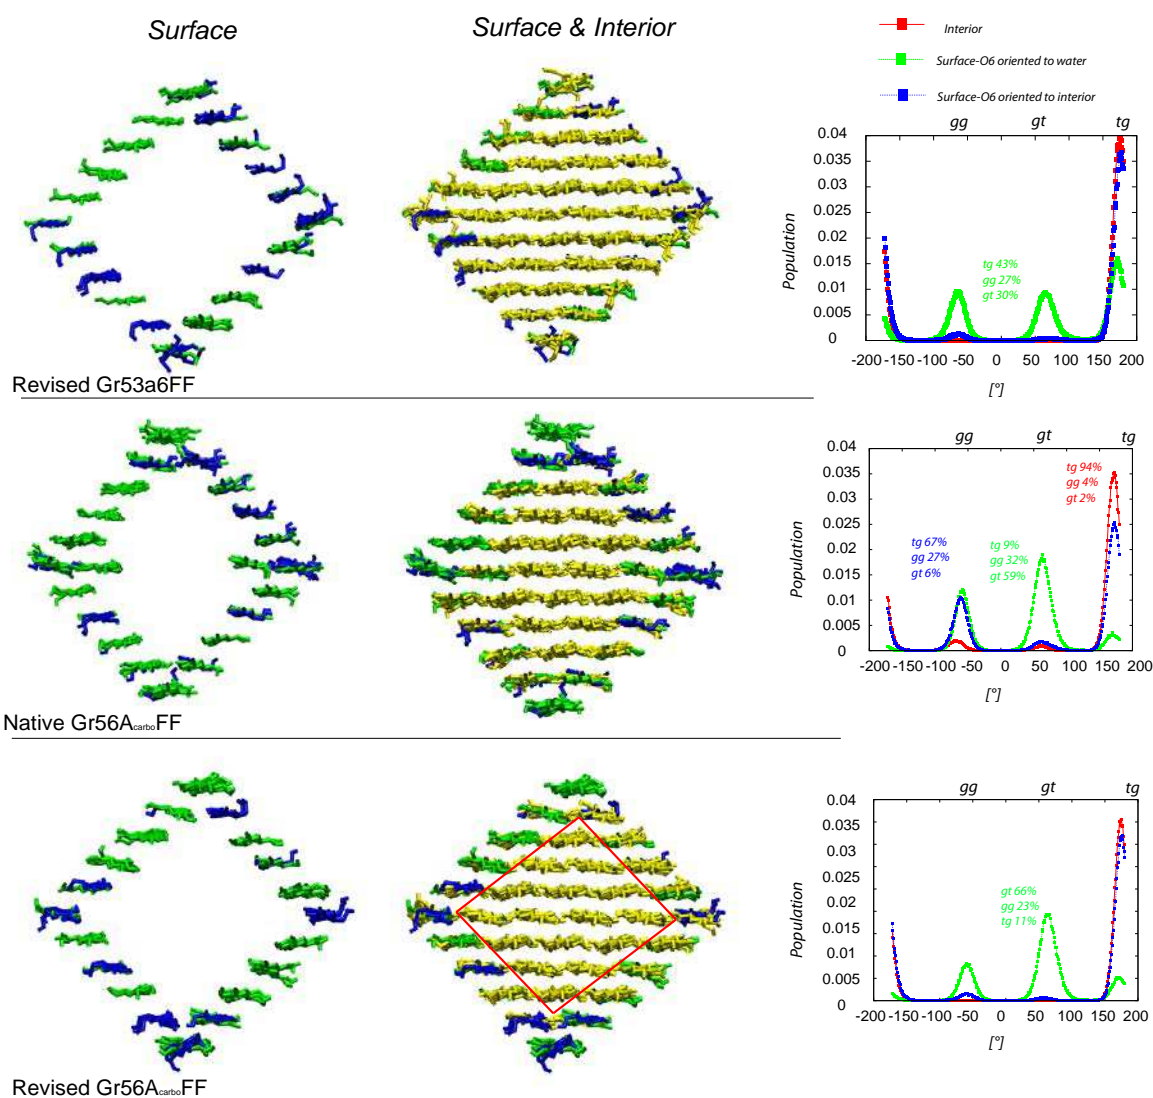 Surface
Surface & Interior
Interior
Surface-O6 oriented to water
Surface-O6 oriented to interior
gg gt tg
0.04
0.035
0.03
0.025
0.02
0.015
0.01
0.005
0
Population
tg 43%
gg 27%
gt 30%
-200 -150 -100 -50 0 50 100 150 200
[°]
Revised Gr53a6FF
gg gt tg
0.04
0.035
0.03
0.025
0.02
0.015
0.01
0.005
0
Population
tg 94%
gg 4%
gt 2%
tg 67%
gg 27%
gt 6%
tg 9%
gg 32%
gt 59%
-200 -150 -100 -50 0 50 100 150 200
[°]
Native Gr56AcarboFF
gg gt tg
0.04
0.035
0.03
0.025
0.02
0.015
0.01
0.005
0
Population
gt 66%
gg 23%
tg 11%
-200 -150 -100 -50 0 50 100 150 200
[°]
Revised Gr56AcarboFF